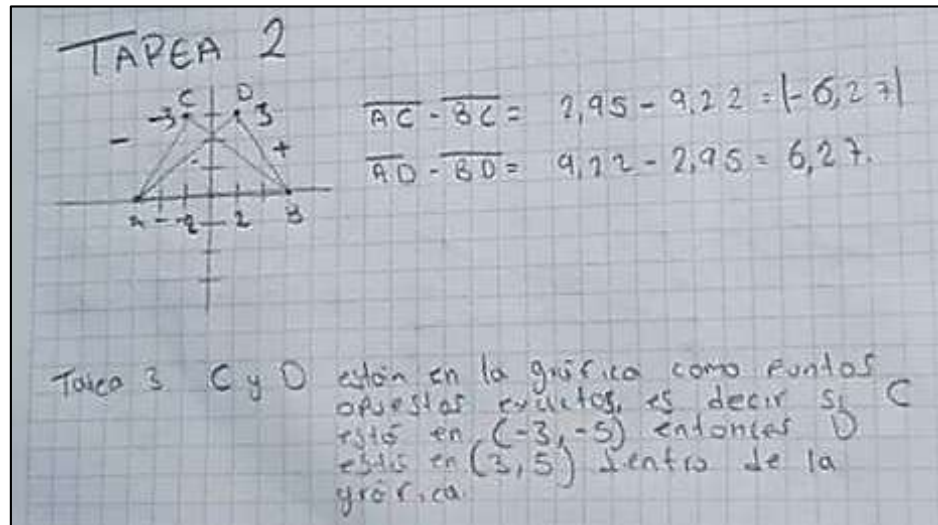 TAREA 2
C D
-3 3
- +
A -2 2 B
AC - BC = 2,95 - 9,22 = |-6,27|
AD - BD = 9,22 - 2,95 = 6,27.
Tarea 3 C y D están en la gráfica como puntos
opuestos exactos, es decir si C
está en (-3,-5) entonces D
está en (3,5) dentro de la
gráfica.